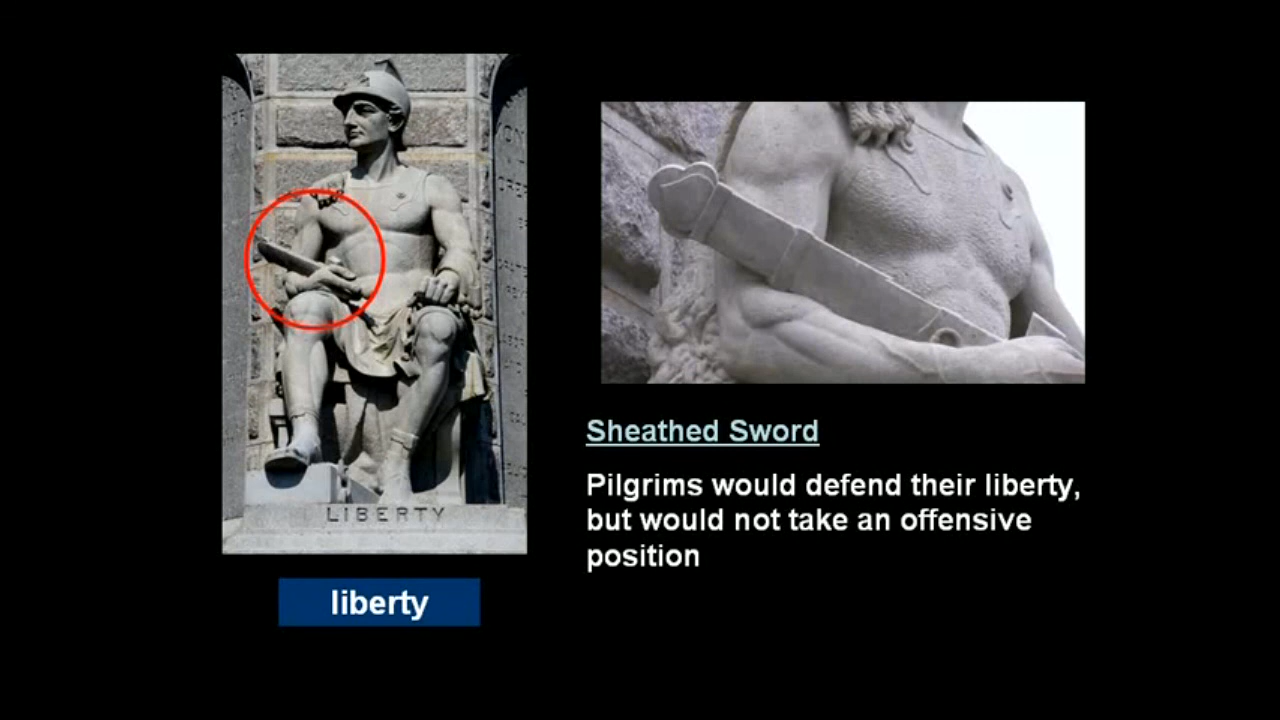 LIBERTY
liberty
Sheathed Sword
Pilgrims would defend their liberty,
but would not take an offensive
position